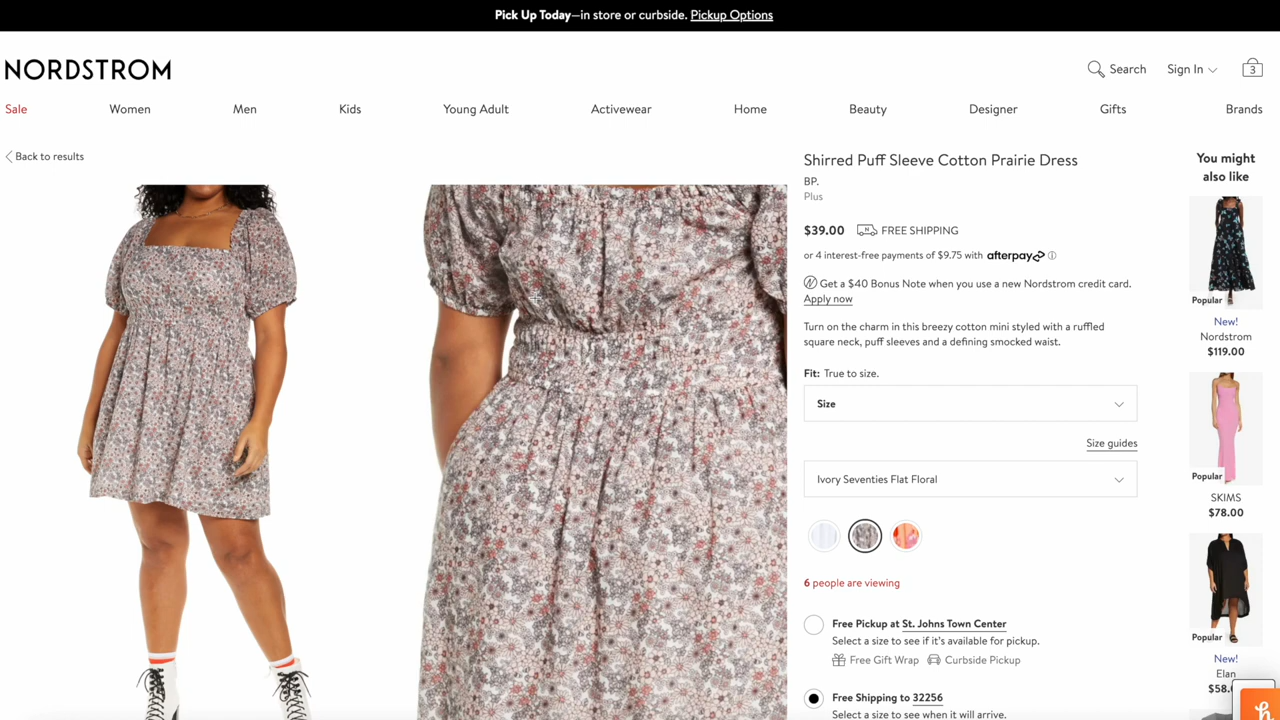 Pick Up Today—in store or curbside. Pickup Options
NORDSTROM
Search
Sign In
3
Sale
Women
Men
Kids
Young Adult
Activewear
Home
Beauty
Designer
Gifts
Brands
Back to results
Shirred Puff Sleeve Cotton Prairie Dress
BP.
Plus
$39.00
N
FREE SHIPPING
or 4 interest-free payments of $9.75 with afterpay
Get a $40 Bonus Note when you use a new Nordstrom credit card.
Apply now
Turn on the charm in this breezy cotton mini styled with a ruffled
square neck, puff sleeves and a defining smocked waist.
Fit: True to size.
Size
Size guides
Ivory Seventies Flat Floral
6 people are viewing
Free Pickup at St. Johns Town Center
Select a size to see if it's available for pickup.
Free Gift Wrap
Curbside Pickup
Free Shipping to 32256
Select a size to see when it will arrive.
You might
also like
Popular
New!
Nordstrom
$119.00
Popular
SKIMS
$78.00
Popular
New!
Elan
$58.
h